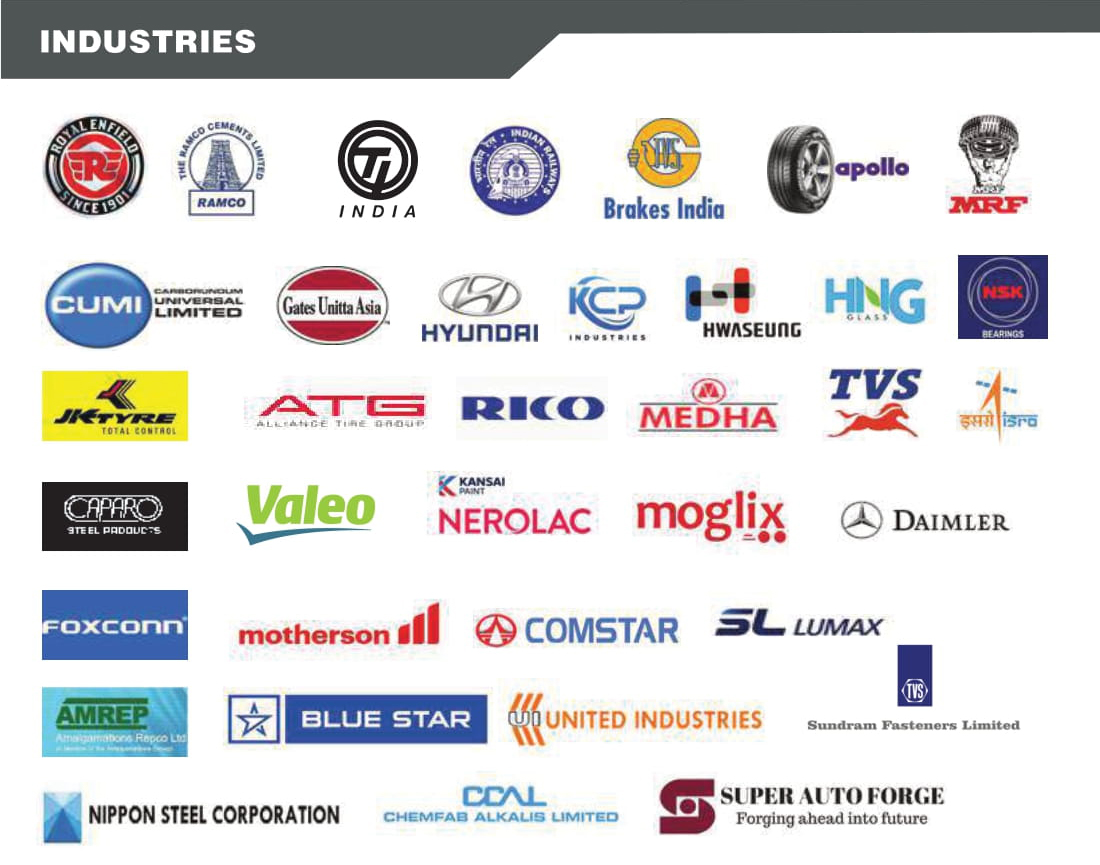 INDUSTRIES
ROYAL ENFIELD
R
SINCE 1901
THE RAMCO CEMENTS LIMITED
RAMCO
TI
INDIA
भारतीय रेल • INDIAN RAILWAYS
TVS
Brakes India
apollo
MRF
MRF
CUMI
CARBORUNDUM
UNIVERSAL
LIMITED
Gates Unitta Asia
HYUNDAI
KCP
INDUSTRIES
HWASEUNG
HNG
GLASS
NSK
BEARINGS
JK TYRE
TOTAL CONTROL
ATG
ALLIANCE TIRE GROUP
RICO
MEDHA
TVS
इसरो isro
CAPARO
STEEL PRODUCTS
Valeo
KANSAI
PAINT
NEROLAC
moglix
DAIMLER
FOXCONN
motherson
COMSTAR
SL LUMAX
TVS
Sundram Fasteners Limited
AMREP
Amalgamations Repco Ltd
BLUE STAR
UI UNITED INDUSTRIES
NIPPON STEEL CORPORATION
CCAL
CHEMFAB ALKALIS LIMITED
SUPER AUTO FORGE
Forging ahead into future